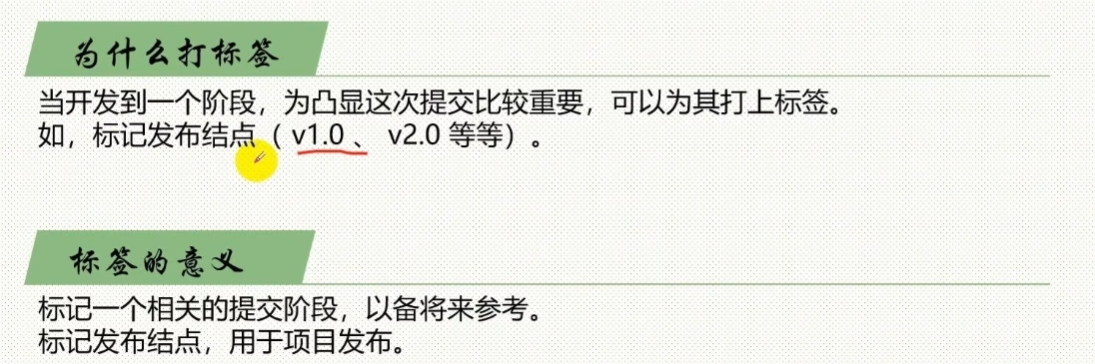 为什么打标签
当开发到一个阶段，为凸显这次提交比较重要，可以为其打上标签。
如，标记发布结点（ v1.0 、 v2.0 等等）。
标签的意义
标记一个相关的提交阶段，以备将来参考。
标记发布结点，用于项目发布。